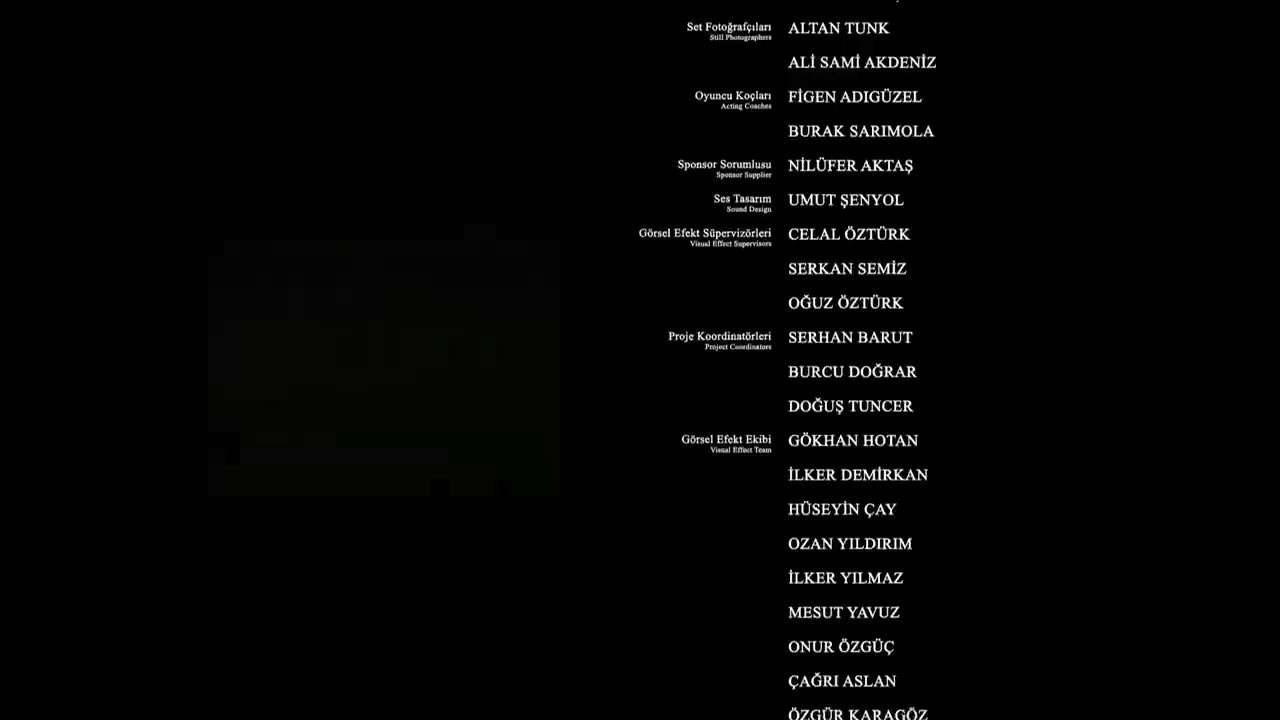 Set Fotoğrafçıları ALTAN TUNK
Still Photographers
ALİ SAMİ AKDENİZ
Oyuncu Koçları FİGEN ADIGÜZEL
Acting Coaches
BURAK SARIMOLA
Sponsor Sorumlusu NİLÜFER AKTAŞ
Sponsor Supplier
Ses Tasarım UMUT ŞENYOL
Sound Design
Görsel Efekt Süpervizörleri CELAL ÖZTÜRK
Visual Effect Supervisors
SERKAN SEMİZ
OĞUZ ÖZTÜRK
Proje Koordinatörleri SERHAN BARUT
Project Coordinators
BURCU DOĞRAR
DOĞUŞ TUNCER
Görsel Efekt Ekibi GÖKHAN HOTAN
Visual Effect Team
İLKER DEMİRKAN
HÜSEYİN ÇAY
OZAN YILDIRIM
İLKER YILMAZ
MESUT YAVUZ
ONUR ÖZGÜÇ
ÇAĞRI ASLAN
ÖZGÜR KARAGÖZ